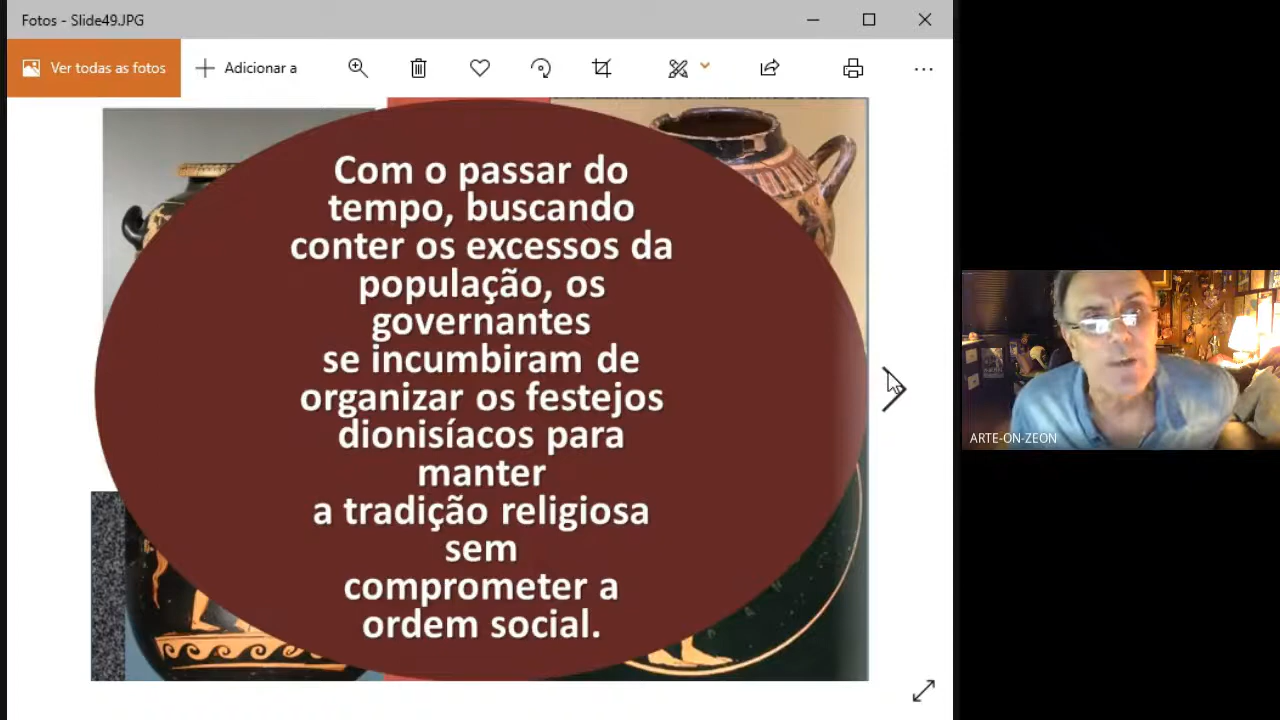 Fotos - Slide49.JPG
Ver todas as fotos
Adicionar a
Com o passar do
tempo, buscando
conter os excessos da
população, os
governantes
se incumbiram de
organizar os festejos
dionisíacos para
manter
a tradição religiosa
sem
comprometer a
ordem social.
ARTE-ON-ZEON